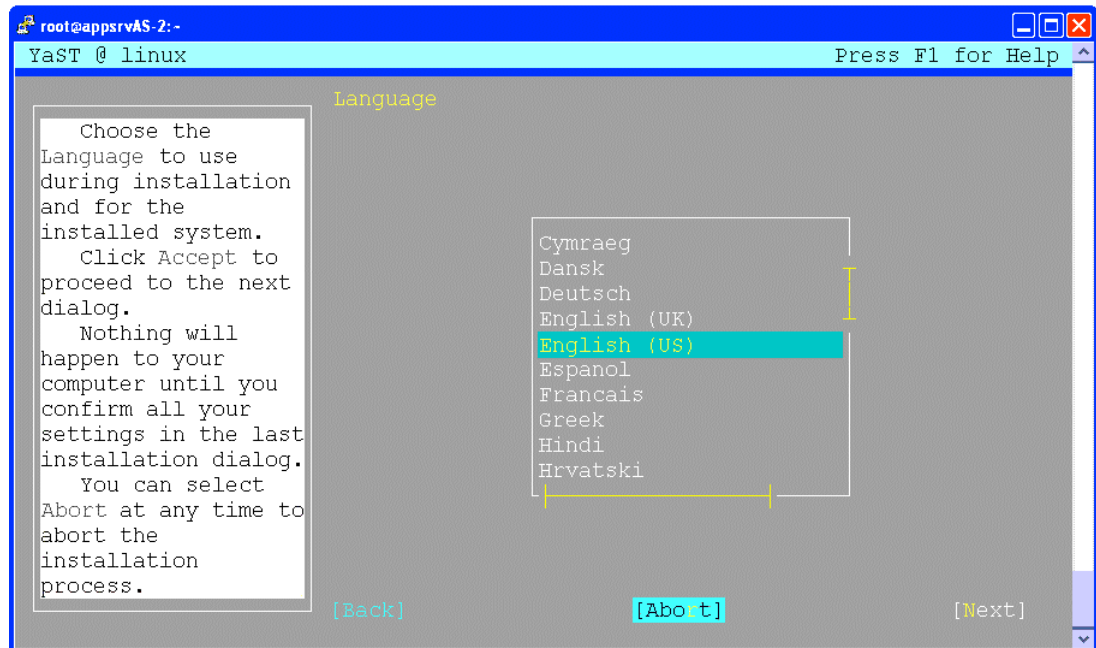 root@appsrvAS-2:~
YaST @ linux Press F1 for Help
Language
Choose the
Language to use
during installation
and for the
installed system.
Click Accept to
proceed to the next
dialog.
Nothing will
happen to your
computer until you
confirm all your
settings in the last
installation dialog.
You can select
Abort at any time to
abort the
installation
process.
Cymraeg
Dansk
Deutsch
English (UK)
English (US)
Espanol
Francais
Greek
Hindi
Hrvatski
[Back] [Abort] [Next]